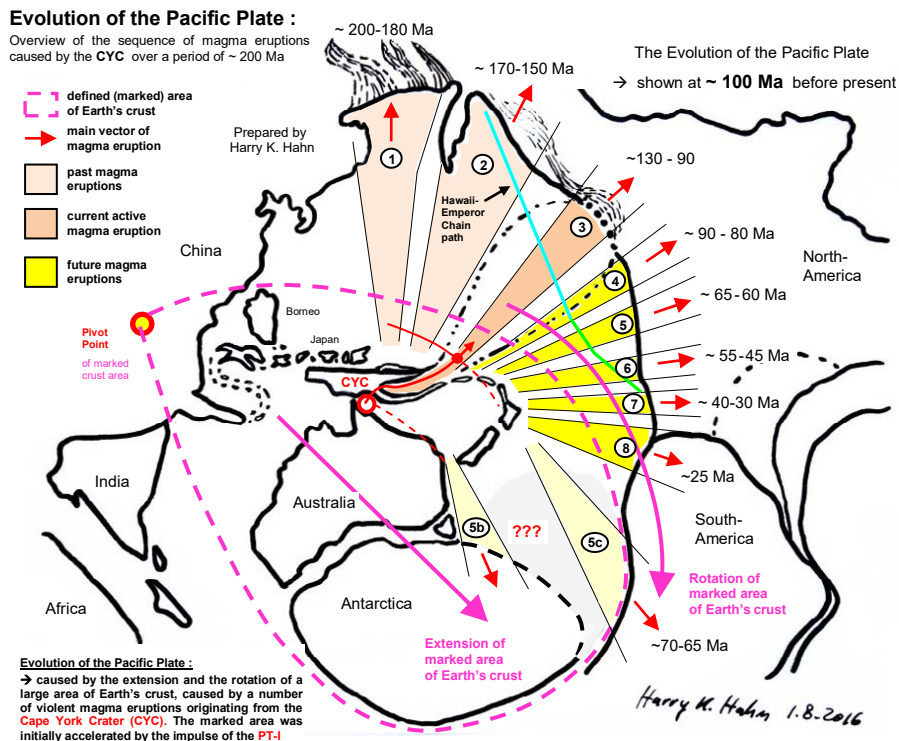 Evolution of the Pacific Plate :
Overview of the sequence of magma eruptions
caused by the CYC over a period of ~ 200 Ma
~ 200-180 Ma
~ 170-150 Ma
The Evolution of the Pacific Plate
→ shown at ~ 100 Ma before present
defined (marked) area
of Earth's crust
main vector of
magma eruption
past magma
eruptions
current active
magma eruption
future magma
eruptions
Prepared by
Harry K. Hahn
1
2
Hawaii-
Emperor
Chain
path
~130 - 90
3
China
~ 90 - 80 Ma
North-
America
4
~ 65-60 Ma
5
Borneo
Japan
Pivot
Point
of marked
crust area
CYC
~ 55-45 Ma
6
~ 40-30 Ma
7
8
~25 Ma
India
Australia
5b
???
5c
South-
America
Africa
Antarctica
Rotation of
marked area
of Earth's crust
Extension of
marked area
of Earth's crust
~70-65 Ma
Evolution of the Pacific Plate :
→ caused by the extension and the rotation of a
large area of Earth's crust, caused by a number
of violent magma eruptions originating from the
Cape York Crater (CYC). The marked area was
initially accelerated by the impulse of the PT-I
Harry K. Hahn 1.8.2016